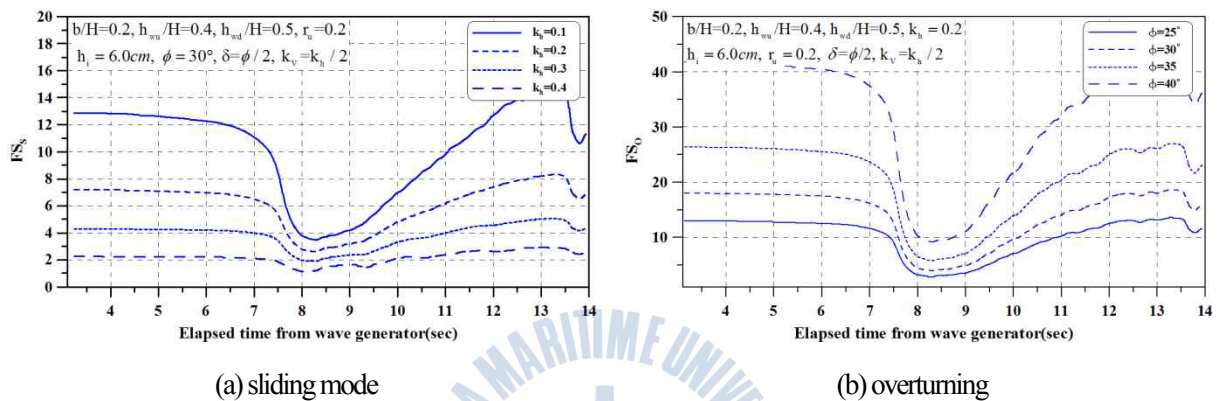 b/H=0.2, h_wu/H=0.4, h_wd/H=0.5, r_u=0.2
h_i=6.0cm, ϕ=30°, δ=ϕ/2, k_v=k_h/2
k_h=0.1
k_h=0.2
k_h=0.3
k_h=0.4
20
18
16
14
12
10
8
6
4
2
0
FS_S
4 5 6 7 8 9 10 11 12 13 14
Elapsed time from wave generator(sec)
(a) sliding mode
b/H=0.2, h_wu/H=0.4, h_wd/H=0.5, k_h=0.2
h_i=6.0cm, r_u=0.2, δ=ϕ/2, k_v=k_h/2
ϕ=25°
ϕ=30°
ϕ=35
ϕ=40°
50
40
30
20
10
FS_O
4 5 6 7 8 9 10 11 12 13 14
Elapsed time from wave generator(sec)
(b) overturning
A MARITIME UNIVE